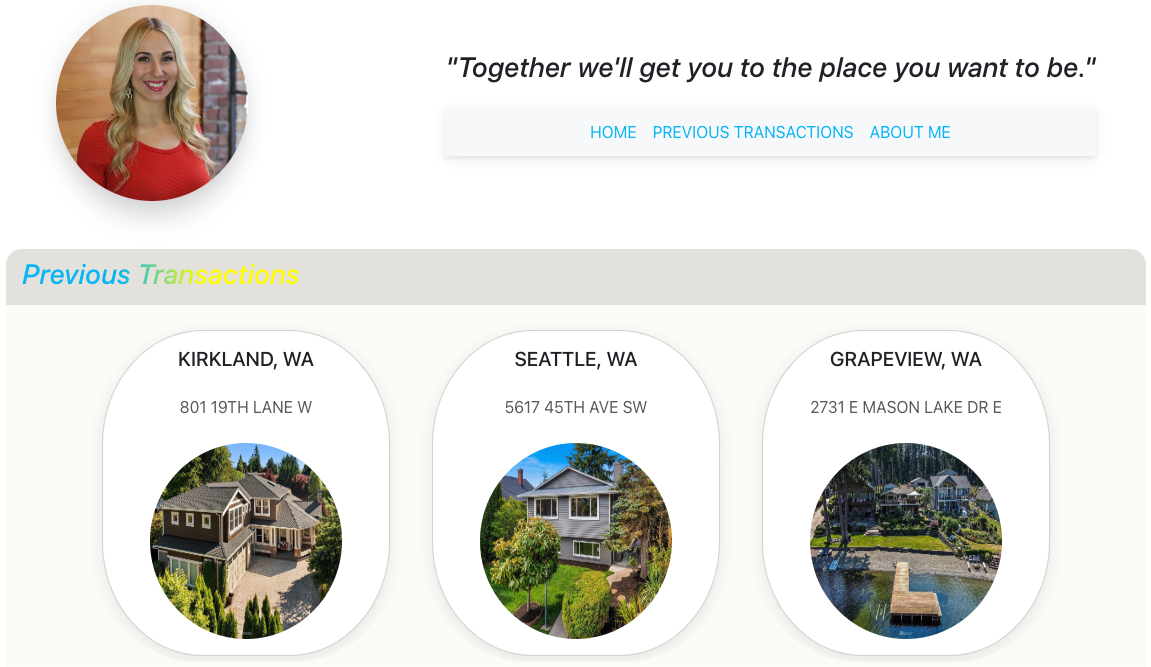 "Together we'll get you to the place you want to be."
HOME PREVIOUS TRANSACTIONS ABOUT ME
Previous Transactions
KIRKLAND, WA
801 19TH LANE W
SEATTLE, WA
5617 45TH AVE SW
GRAPEVIEW, WA
2731 E MASON LAKE DR E